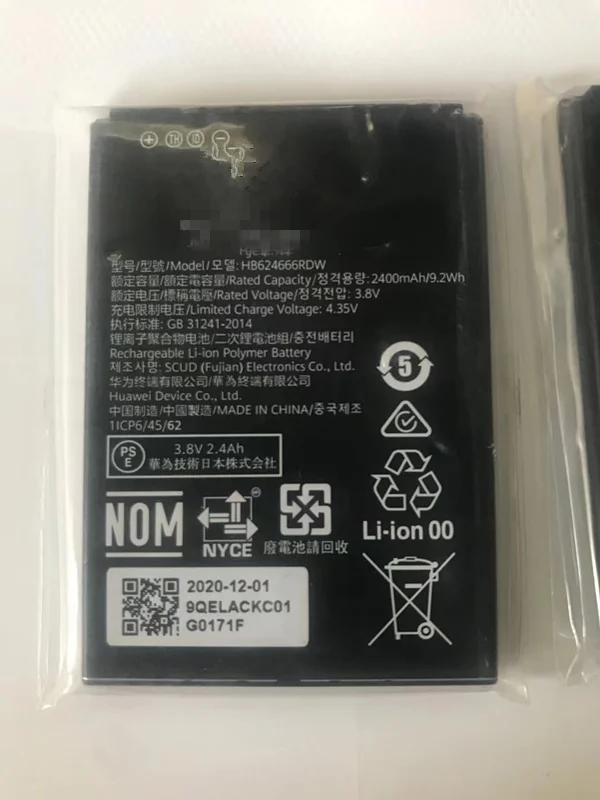 + TH ID −
型号/型號/Model/모델: HB624666RDW
额定容量/額定電容量/Rated Capacity/정격용량: 2400mAh/9.2Wh
额定电压/標稱電壓/Rated Voltage/정격전압: 3.8V
充电限制电压/Limited Charge Voltage: 4.35V
执行标准: GB 31241-2014
锂离子聚合物电池/二次鋰電池組/충전배터리
Rechargeable Li-ion Polymer Battery
제조사명: SCUD (Fujian) Electronics Co., Ltd.
华为终端有限公司/華為終端有限公司
Huawei Device Co., Ltd.
中国制造/中國製造/MADE IN CHINA/중국제조
1ICP6/45/62
5
PS
E
3.8V 2.4Ah
華為技術日本株式会社
Li-ion 00
NOM
NYCE
廢電池請回收
2020-12-01
9QELACKC01
G0171F